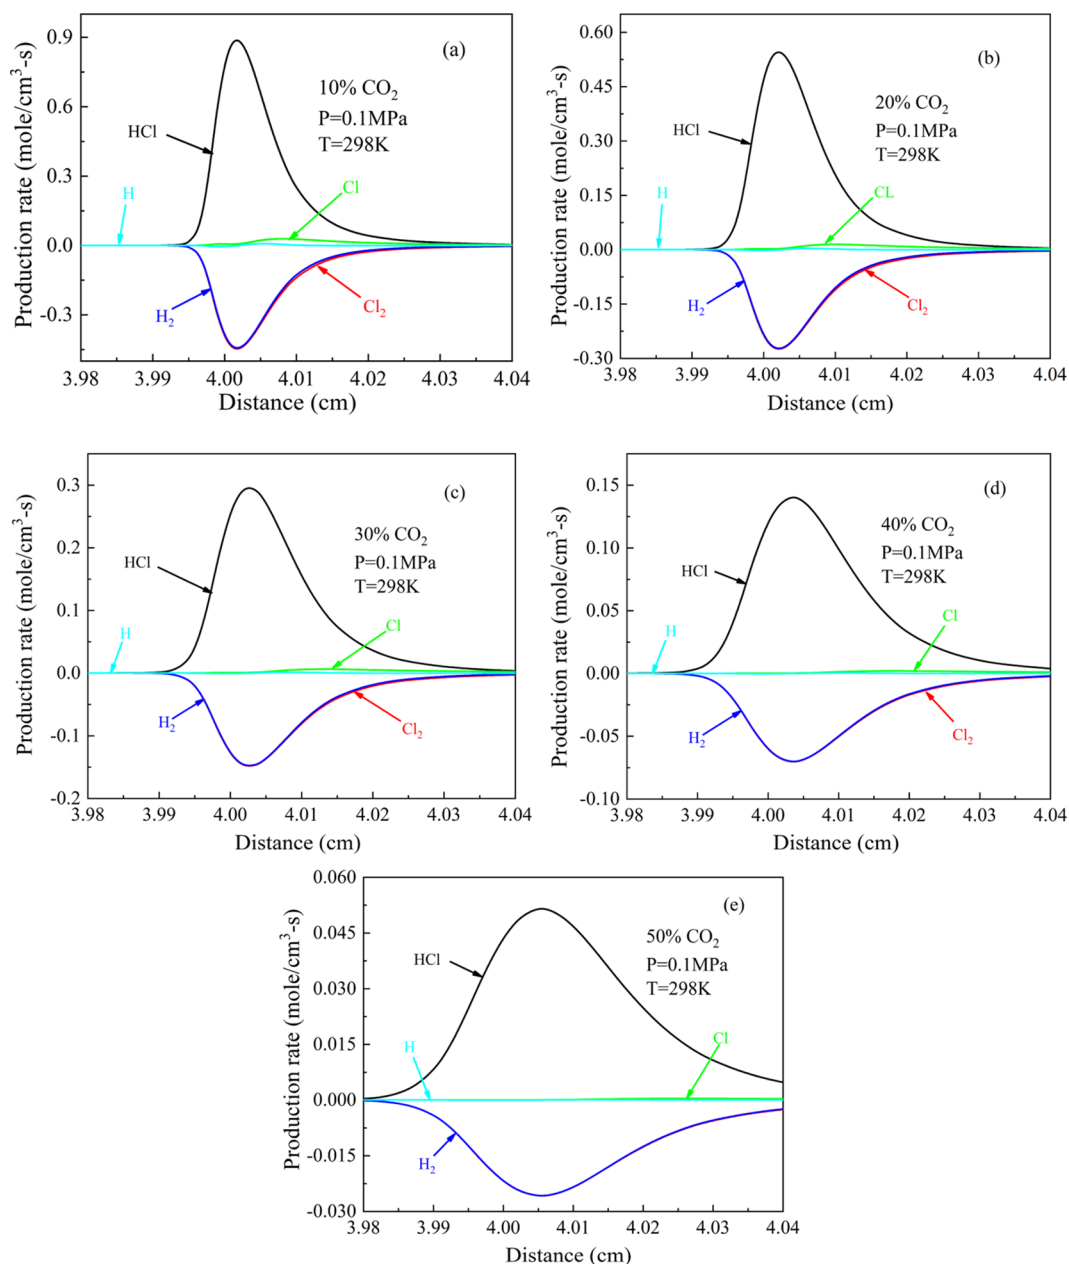 (a)
10% CO2
P=0.1MPa
T=298K
HCl
H
Cl
H2
Cl2
0.9
0.6
0.3
0.0
-0.3
3.98 3.99 4.00 4.01 4.02 4.03 4.04
Distance (cm)
Production rate (mole/cm3-s)
(b)
20% CO2
P=0.1MPa
T=298K
HCl
H
CL
H2
Cl2
0.60
0.45
0.30
0.15
0.00
-0.15
-0.30
3.98 3.99 4.00 4.01 4.02 4.03 4.04
Distance (cm)
Production rate (mole/cm3-s)
(c)
30% CO2
P=0.1MPa
T=298K
HCl
H
Cl
H2
Cl2
0.3
0.2
0.1
0.0
-0.1
-0.2
3.98 3.99 4.00 4.01 4.02 4.03 4.04
Distance (cm)
Production rate (mole/cm3-s)
(d)
40% CO2
P=0.1MPa
T=298K
HCl
H
Cl
H2
Cl2
0.15
0.10
0.05
0.00
-0.05
-0.10
3.98 3.99 4.00 4.01 4.02 4.03 4.04
Distance (cm)
Production rate (mole/cm3-s)
(e)
50% CO2
P=0.1MPa
T=298K
HCl
H
Cl
H2
0.060
0.045
0.030
0.015
0.000
-0.015
-0.030
3.98 3.99 4.00 4.01 4.02 4.03 4.04
Distance (cm)
Production rate (mole/cm3-s)